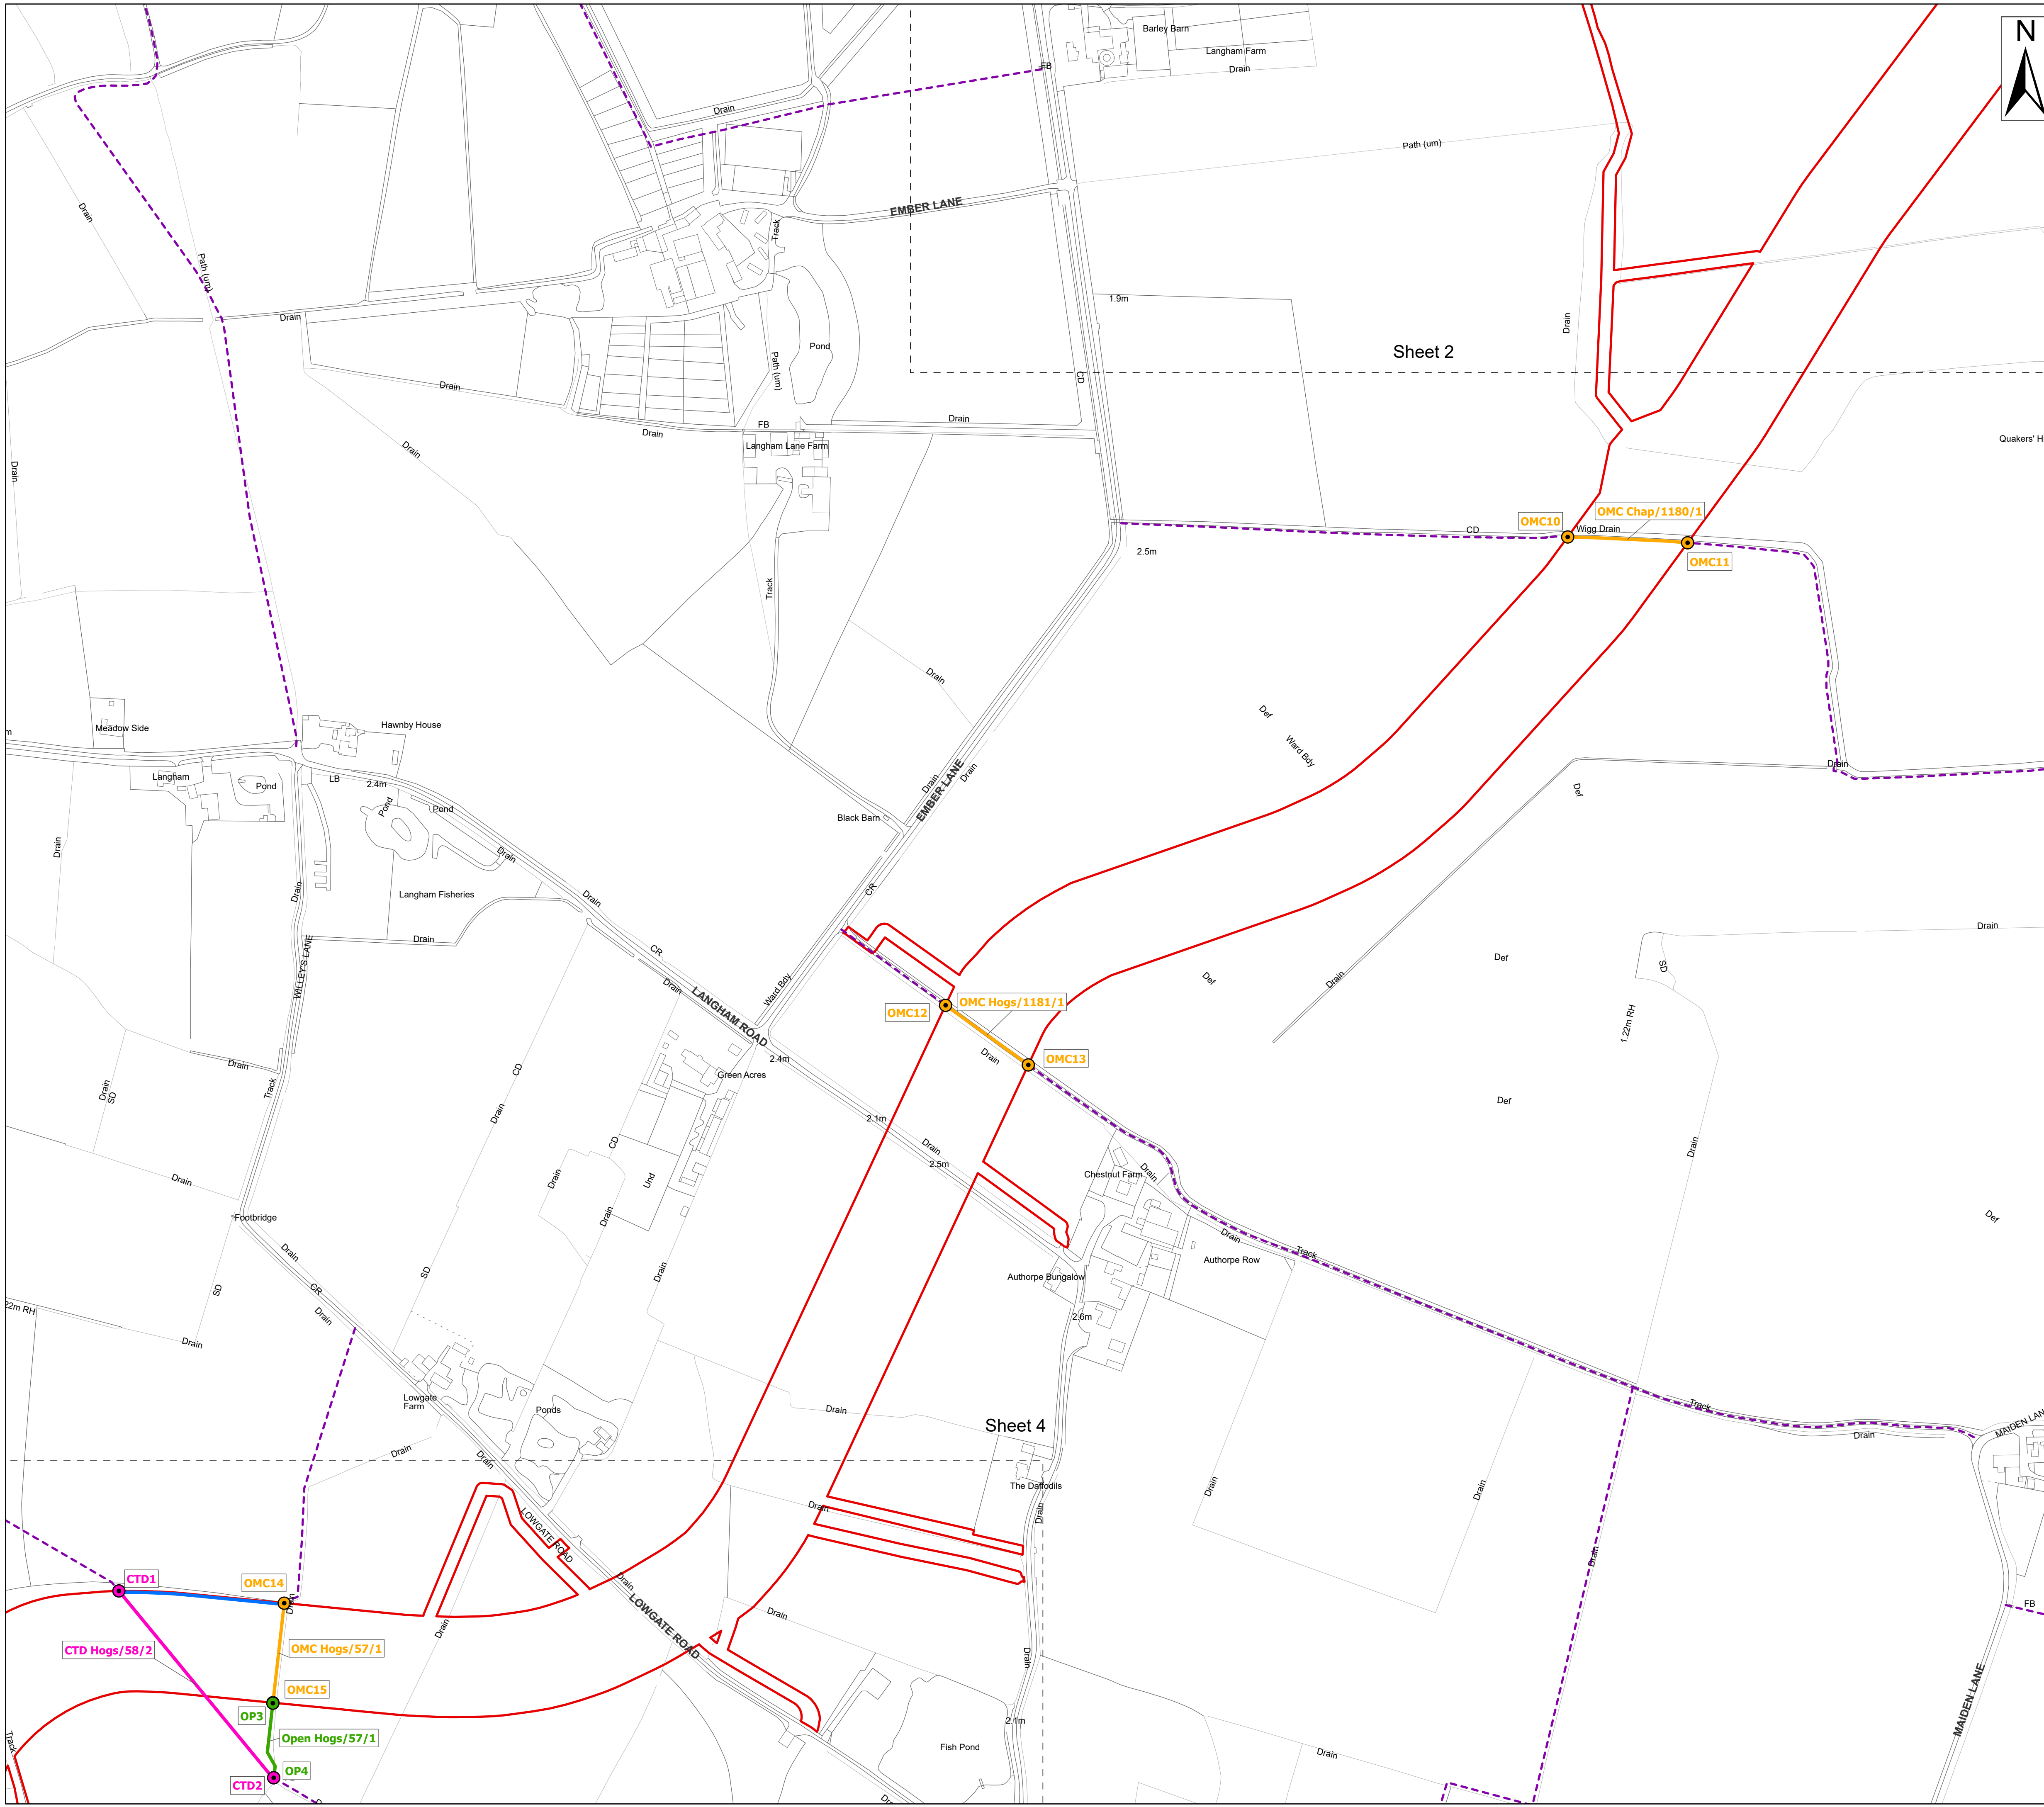 Barley Barn
N
Langham Farm
FB
Drain
Drain
Path (um)
Drain
EMBER LANE
Track
Path (um)
1.9m
Drain
Drain
Pond
Sheet 2
Path (um)
CD
Drain
Drain
FB
Drain
Drain
Langham Lane Farm
Drain
Quakers' H
Drain
OMC Chap/1180/1
OMC10
CD
Wigg Drain
2.5m
OMC11
Track
Drain
Def
Meadow Side
Hawnby House
m
Ward Bdy
Langham
LB
Pond
2.4m
Drain
Drain
Drain
EMBER LANE
Def
Pond
Pond
Black Barn
Drain
Drain
Drain
CR
Langham Fisheries
Drain
Drain
Drain
WILLEY'S LANE
CR
Def
SD
Drain
LANGHAM ROAD
Ward Bdy
Def
Drain
OMC12
OMC Hogs/1181/1
1.22m RH
Drain
OMC13
2.4m
Green Acres
Drain
CD
Track
Drain
SD
Def
2.1m
Drain
CD
Drain
Drain
2.5m
Chestnut Farm
Drain
Und
Drain
Drain
Footbridge
Drain
Def
Drain
Drain
Track
Authorpe Row
Drain
SD
Authorpe Bungalow
CR
SD
22m RH
Drain
2.6m
Drain
Lowgate
Farm
Ponds
Drain
Track
MAIDEN LAN
Drain
Sheet 4
Drain
Drain
The Daffodils
Drain
Drain
Drain
Drain
LOWGATE ROAD
Drain
CTD1
OMC14
Drain
FB
Drain
LOWGATE ROAD
Drain
Drain
CTD Hogs/58/2
OMC Hogs/57/1
Drain
MAIDEN LANE
OMC15
OP3
2.1m
Open Hogs/57/1
Track
Fish Pond
Drain
OP4
CTD2